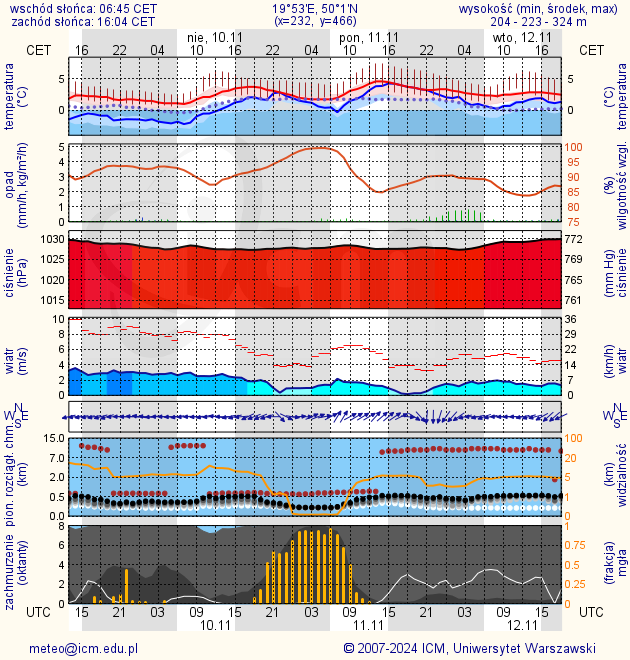 wschód słońca: 06:45 CET 19°53'E, 50°1'N wysokość (min, środek, max)
zachód słońca: 16:04 CET (x=232, y=466) 204 - 223 - 324 m
nie, 10.11 pon, 11.11 wto, 12.11
CET 16 22 04 10 16 22 04 10 16 22 04 10 16 CET
temperatura (°C) 5 0 5 0 temperatura (°C)
opad (mm/h, kg/m²/h) 5 4 3 2 1 0 100 95 90 85 80 75 (%) wilgotność wzgl.
ciśnienie (hPa) 1030 1025 1020 1015 772 769 765 761 (mm Hg) ciśnienie
wiatr (m/s) 10 8 6 4 2 0 36 29 22 14 7 0 (km/h) wiatr
N W E S N W E S
pion. rozciągł. chm. (km) 15.0 7.0 2.0 0.5 0.0 100 20 5 1 0 (km) widzialność
zachmurzenie (oktanty) 8 6 4 2 0 1 0.75 0.5 0.25 0 (frakcja) mgła
UTC 15 21 03 09 15 21 03 09 15 21 03 09 15 UTC
10.11 11.11 12.11
meteo@icm.edu.pl © 2007-2024 ICM, Uniwersytet Warszawski